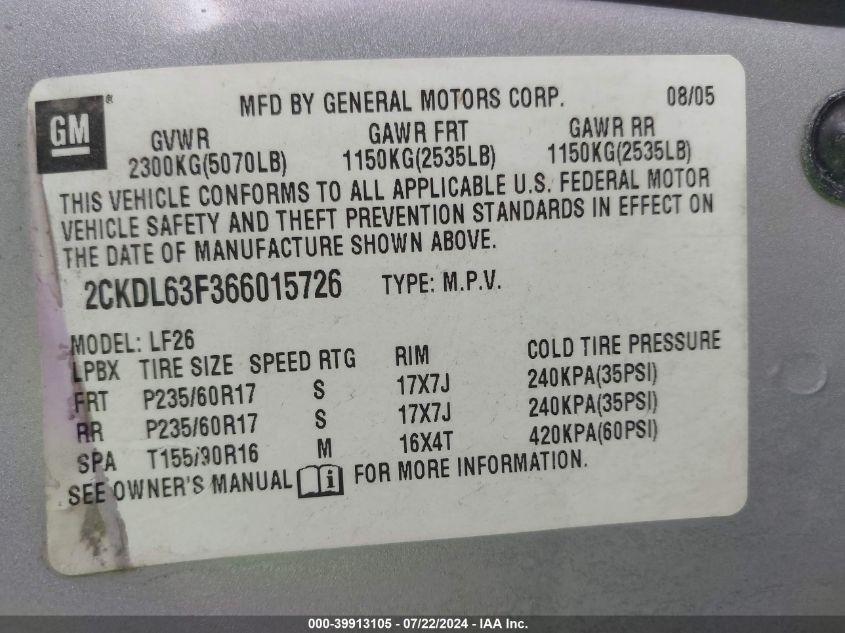 GM®
MFD BY GENERAL MOTORS CORP. 08/05
GVWR GAWR FRT GAWR RR
2300KG(5070LB) 1150KG(2535LB) 1150KG(2535LB)
THIS VEHICLE CONFORMS TO ALL APPLICABLE U.S. FEDERAL MOTOR
VEHICLE SAFETY AND THEFT PREVENTION STANDARDS IN EFFECT ON
THE DATE OF MANUFACTURE SHOWN ABOVE.
2CKDL63F366015726 TYPE: M.P.V.
MODEL: LF26
LPBX TIRE SIZE SPEED RTG RIM COLD TIRE PRESSURE
FRT P235/60R17 S 17X7J 240KPA(35PSI)
RR P235/60R17 S 17X7J 240KPA(35PSI)
SPA T155/90R16 M 16X4T 420KPA(60PSI)
SEE OWNER'S MANUAL i FOR MORE INFORMATION.
000-39913105 / 07/22/2024 - IAA Inc.